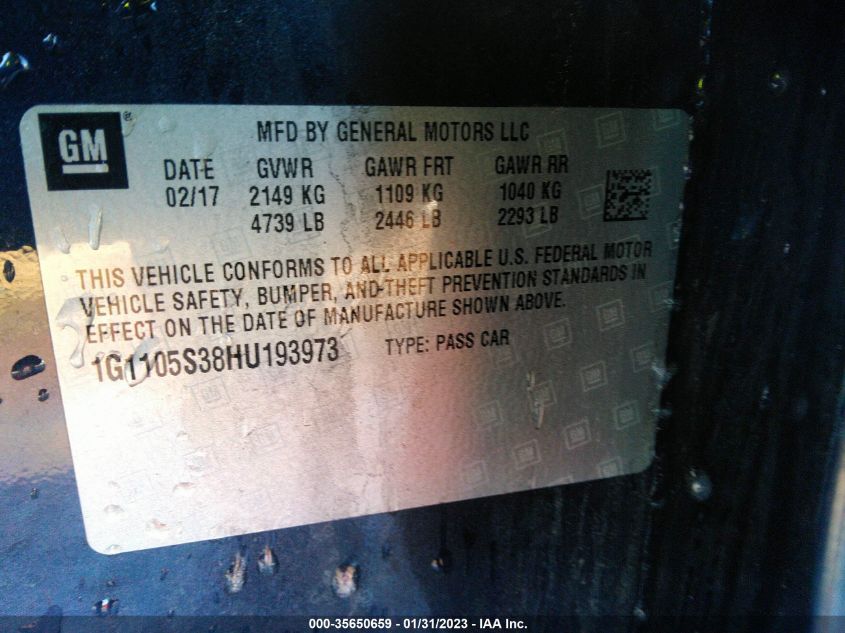 GM®
MFD BY GENERAL MOTORS LLC
DATE GVWR GAWR FRT GAWR RR
02/17 2149 KG 1109 KG 1040 KG
4739 LB 2446 LB 2293 LB
THIS VEHICLE CONFORMS TO ALL APPLICABLE U.S. FEDERAL MOTOR
VEHICLE SAFETY, BUMPER, AND THEFT PREVENTION STANDARDS IN
EFFECT ON THE DATE OF MANUFACTURE SHOWN ABOVE.
1G1105S38HU193973 TYPE: PASS CAR
000-35650659 - 01/31/2023 - IAA Inc.